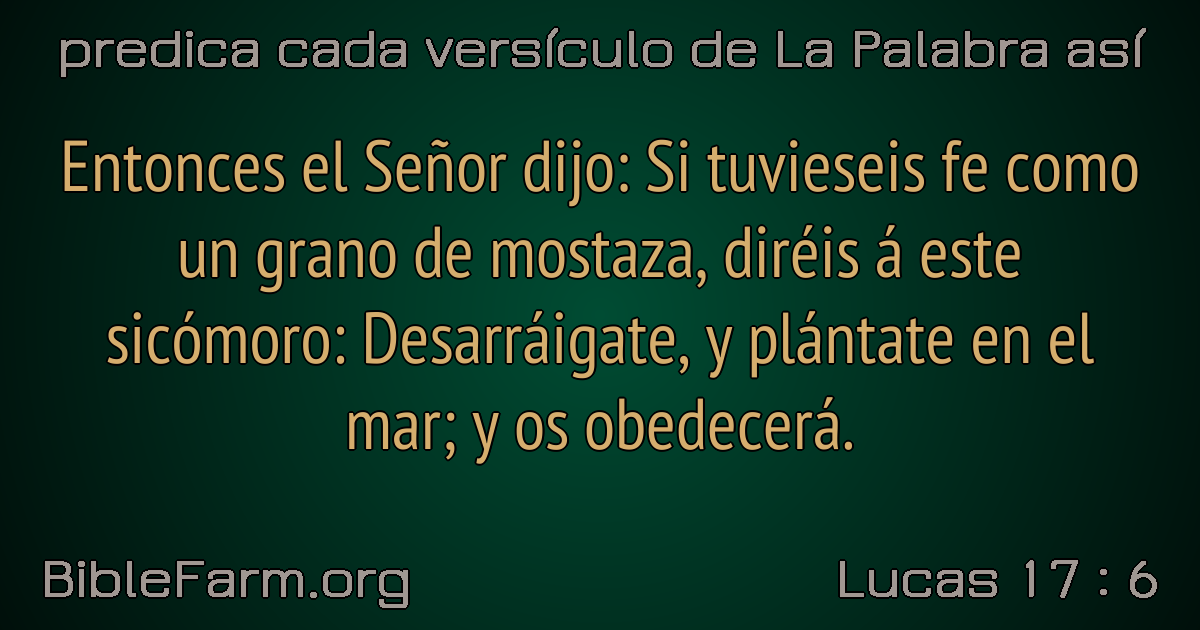 predica cada versículo de La Palabra así
Entonces el Señor dijo: Si tuvieseis fe como
un grano de mostaza, diréis á este
sicómoro: Desarráigate, y plántate en el
mar; y os obedecerá.
BibleFarm.org
Lucas 17 : 6